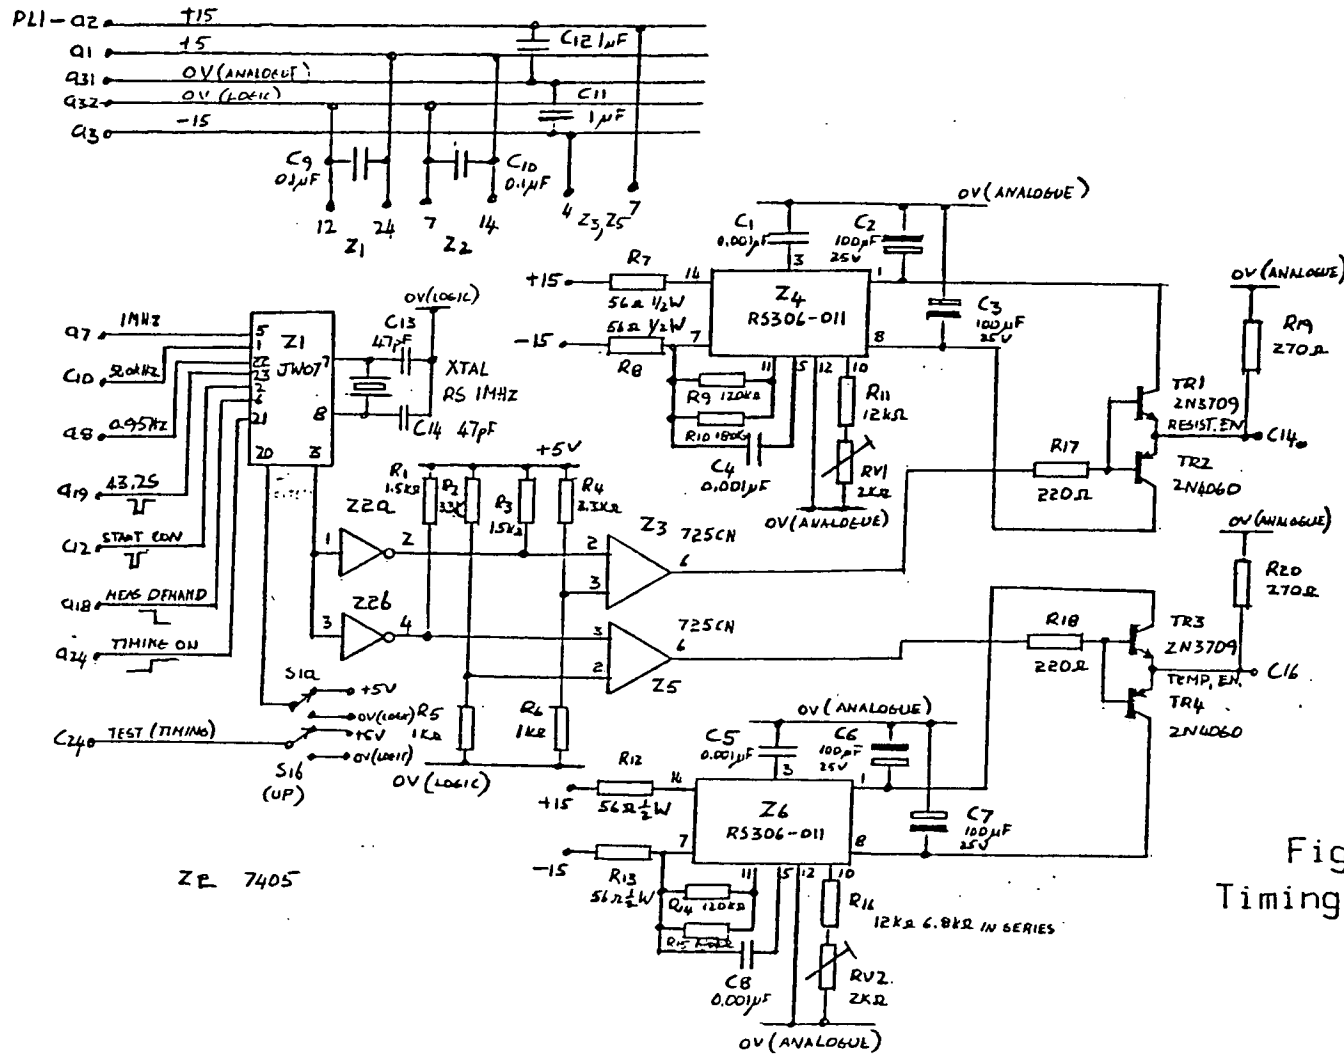 PL1-a2 +15
a1 +5
a31 0V (ANALOGUE)
a32 0V (LOGIC)
a3 -15
C12 1µF
C11
1µF
C9
0.1µF
C10
0.1µF
12 24 7 14 4 Z3, Z5 7
Z1 Z2
a7 1MHZ
C10
a8 0.95HZ
a19 43.7S
C12 START CON
a18 MEAS DEMAND
a24 TIMING ON
C24 TEST (TIMING)
5
1
22
23
2
6
21
20
Z1
JW07
7
8
0V(LOGIC)
C13
47pF
XTAL
RS 1MHZ
C14 47pF
S1a
+5V
0V(LOGIC)
+5V
0V(LOGIC)
S1b
(UP)
+5V
R1
1.5KΩ
R2
R3
1.5KΩ
R4
Z2a
1 2
Z2b
3 4
R5
1KΩ
R6
1KΩ
0V (LOGIC)
Z3 725CN
2
3
6
725CN
3
2
6
Z5
Z2 7405
+15
R7
56Ω 1/2W
-15
56Ω 1/2W
R8
14
7
Z4
RS306-011
3
1
8
11 5 12 10
C1
0.001µF
C2
100µF
25V
C3
100µF
25V
0V (ANALOGUE)
R9 120KΩ
R10 180KΩ
C4
0.001µF
R11
12KΩ
RV1
2KΩ
0V (ANALOGUE)
R17
220Ω
0V (ANALOGUE)
R19
270Ω
TR1
2N3709
RESIST. EN
C14
TR2
2N4060
0V (ANALOGUE)
R20
270Ω
R18
220Ω
TR3
2N3709
TEMP. EN.
C16
TR4
2N4060
0V (ANALOGUE)
C5
0.001µF
C6
100µF
25V
C7
100µF
25V
+15
R12
56Ω ½W
-15
R13
56Ω ½W
14
7
Z6
RS306-011
3
1
8
11 5 12 10
R14 120KΩ
R15
C8
0.001µF
R16
12KΩ 6.8KΩ IN SERIES
RV2
2KΩ
0V (ANALOGUE)
Fig
Timing